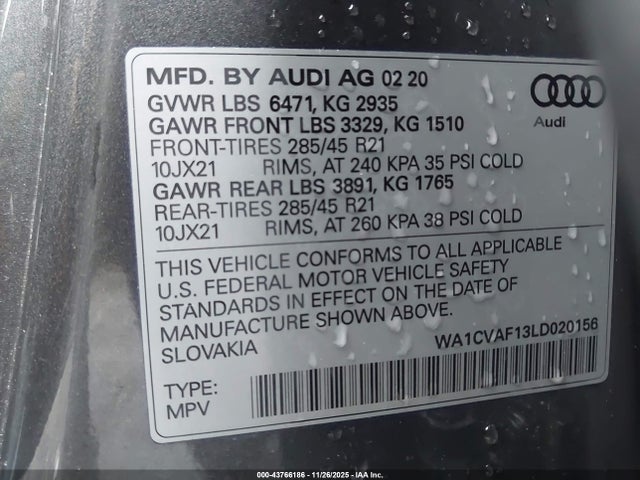 MFD. BY AUDI AG 02 20
GVWR LBS 6471, KG 2935
GAWR FRONT LBS 3329, KG 1510
FRONT-TIRES 285/45 R21
10JX21 RIMS, AT 240 KPA 35 PSI COLD
GAWR REAR LBS 3891, KG 1765
REAR-TIRES 285/45 R21
10JX21 RIMS, AT 260 KPA 38 PSI COLD
Audi
THIS VEHICLE CONFORMS TO ALL APPLICABLE
U.S. FEDERAL MOTOR VEHICLE SAFETY
STANDARDS IN EFFECT ON THE DATE OF
MANUFACTURE SHOWN ABOVE.
SLOVAKIA
WA1CVAF13LD020156
TYPE:
MPV
000-43766186 - 11/26/2025 - IAA Inc.